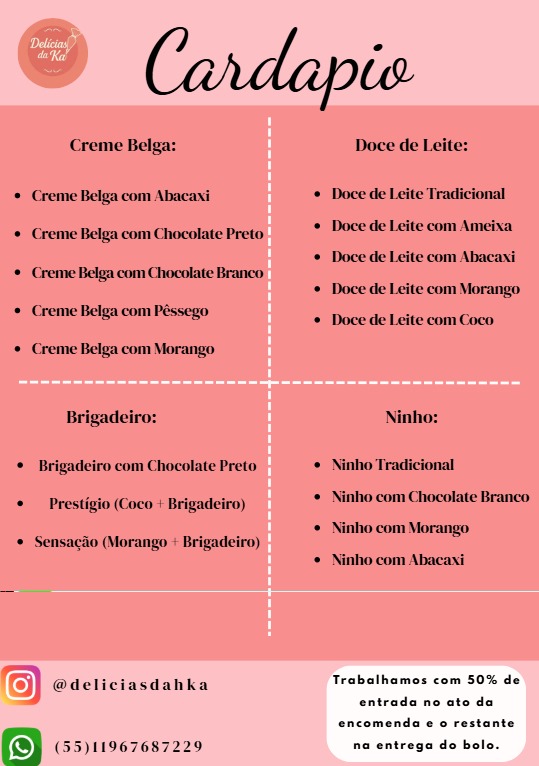 Delícias
da Ka
Cardapio
Creme Belga:
Creme Belga com Abacaxi
Creme Belga com Chocolate Preto
Creme Belga com Chocolate Branco
Creme Belga com Pêssego
Creme Belga com Morango
Doce de Leite:
Doce de Leite Tradicional
Doce de Leite com Ameixa
Doce de Leite com Abacaxi
Doce de Leite com Morango
Doce de Leite com Coco
Brigadeiro:
Brigadeiro com Chocolate Preto
Prestígio (Coco + Brigadeiro)
Sensação (Morango + Brigadeiro)
Ninho:
Ninho Tradicional
Ninho com Chocolate Branco
Ninho com Morango
Ninho com Abacaxi
@deliciasdahka
(55)11967687229
Trabalhamos com 50% de
entrada no ato da
encomenda e o restante
na entrega do bolo.